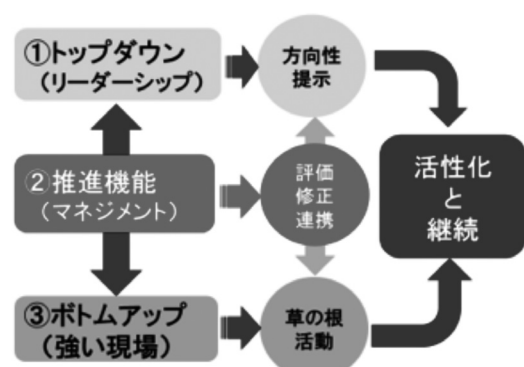 ①トップダウン
（リーダーシップ）
方向性
提示
②推進機能
（マネジメント）
評価
修正
連携
活性化
と
継続
③ボトムアップ
（強い現場）
草の根
活動